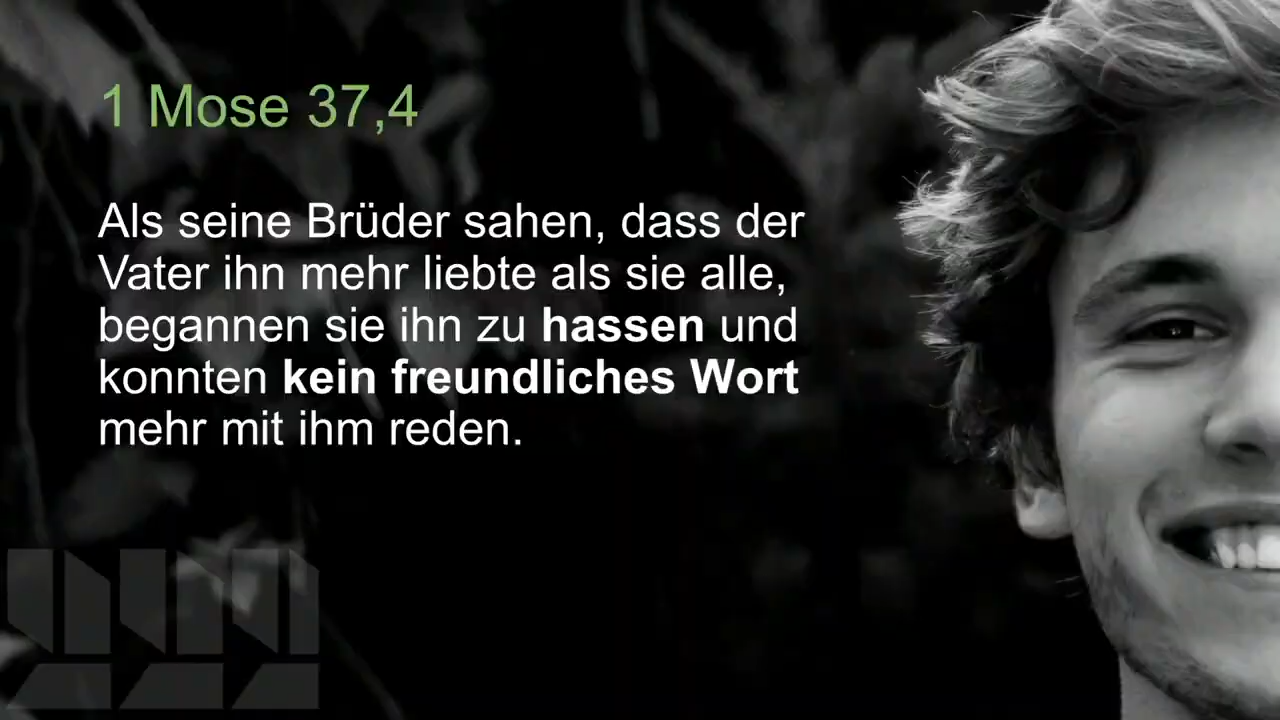 1 Mose 37,4
Als seine Brüder sahen, dass der
Vater ihn mehr liebte als sie alle,
begannen sie ihn zu hassen und
konnten kein freundliches Wort
mehr mit ihm reden.